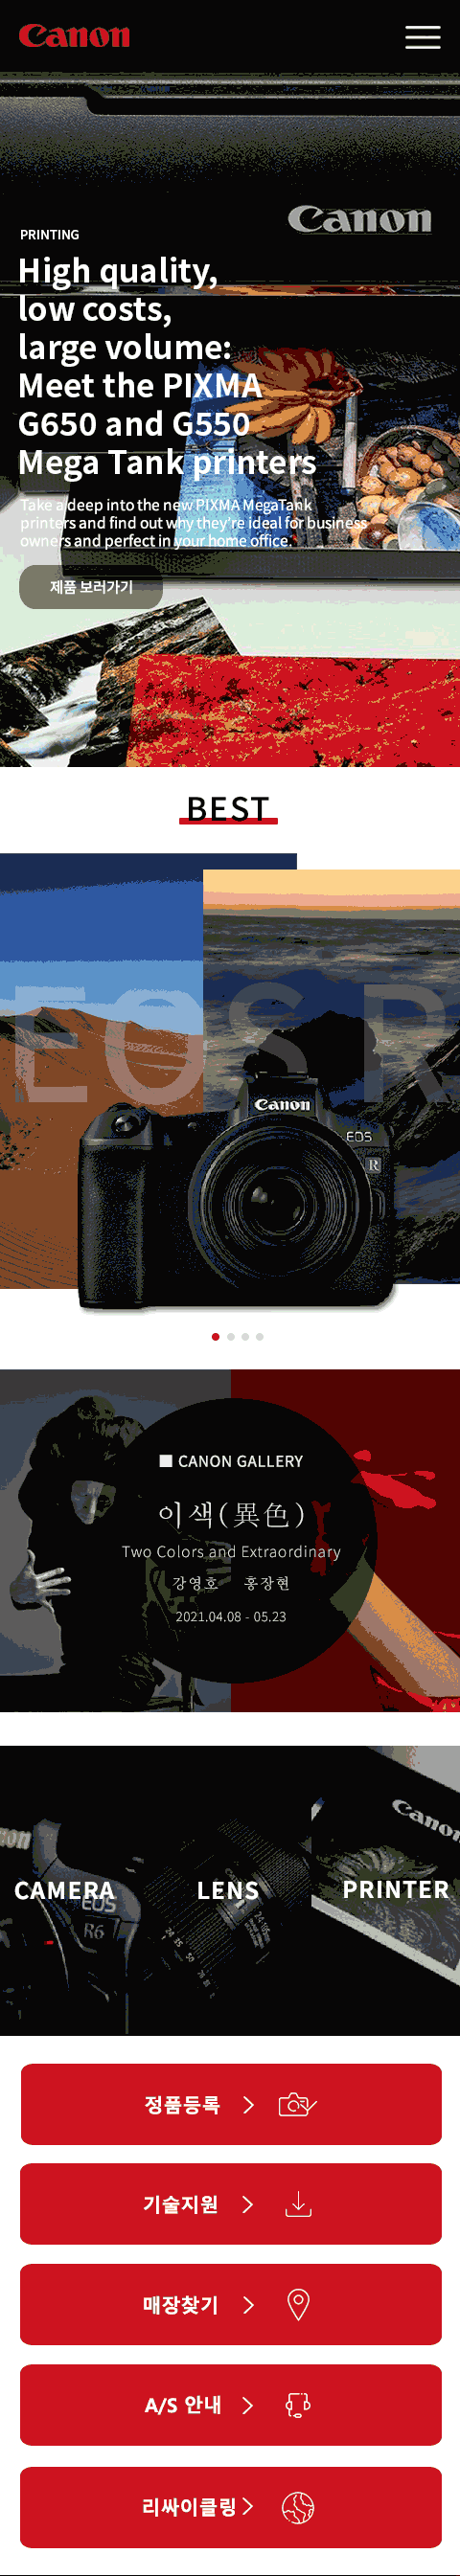 Canon
Canon
PRINTING
High quality,
low costs,
large volume:
Meet the PIXMA
G650 and G550
Mega Tank printers
Take a deep into the new PIXMA MegaTank
printers and find out why they're ideal for business
owners and perfect in your home office.
제품 보러가기
BEST
EOS R
Canon
EOS
R
CANON GALLERY
이색(異色)
Two Colors and Extraordinary
강영호 홍장현
2021.04.08 - 05.23
Canon
CAMERA LENS PRINTER
EOS
R6
정품등록
기술지원
매장찾기
A/S 안내
리싸이클링